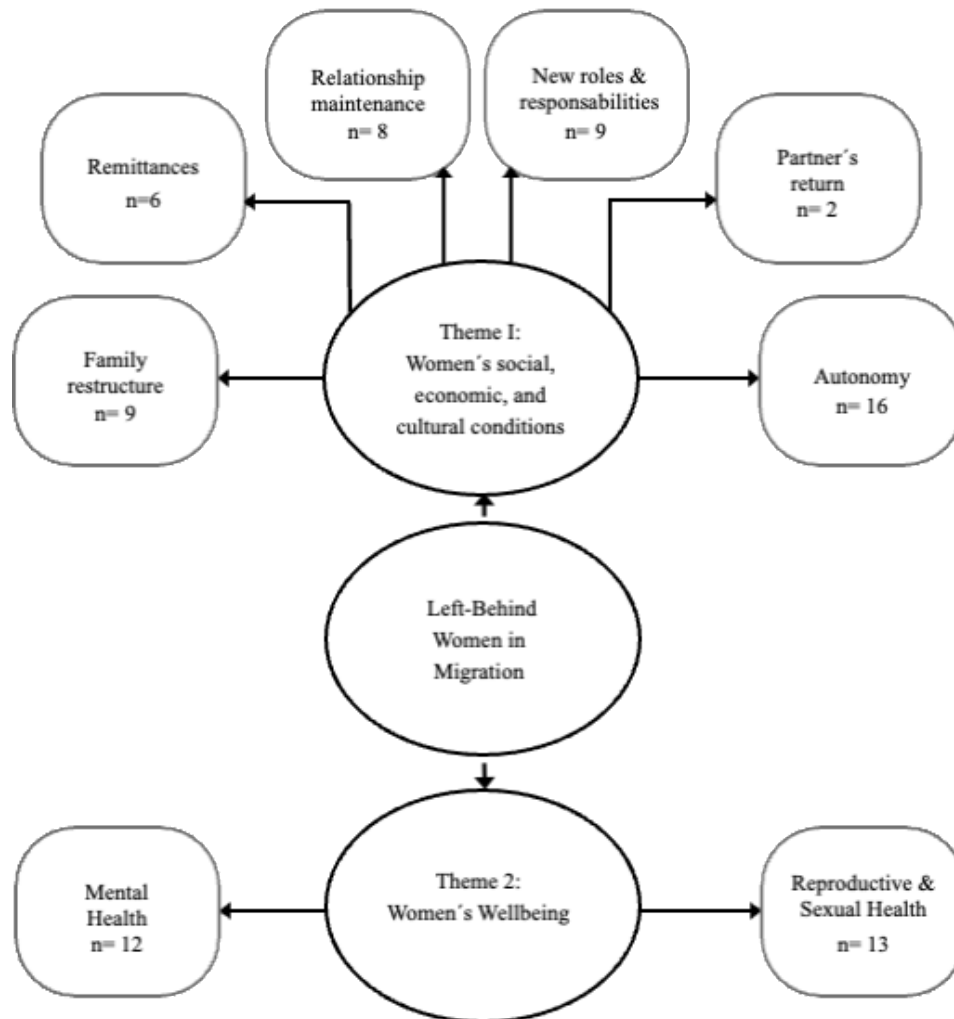 Relationship
maintenance
n= 8
New roles &
responsabilities
n= 9
Remittances
n=6
Partner´s
return
n= 2
Family
restructure
n= 9
Theme I:
Women´s social,
economic, and
cultural conditions
Autonomy
n= 16
Left-Behind
Women in
Migration
Mental
Health
n= 12
Theme 2:
Women´s Wellbeing
Reproductive &
Sexual Health
n= 13